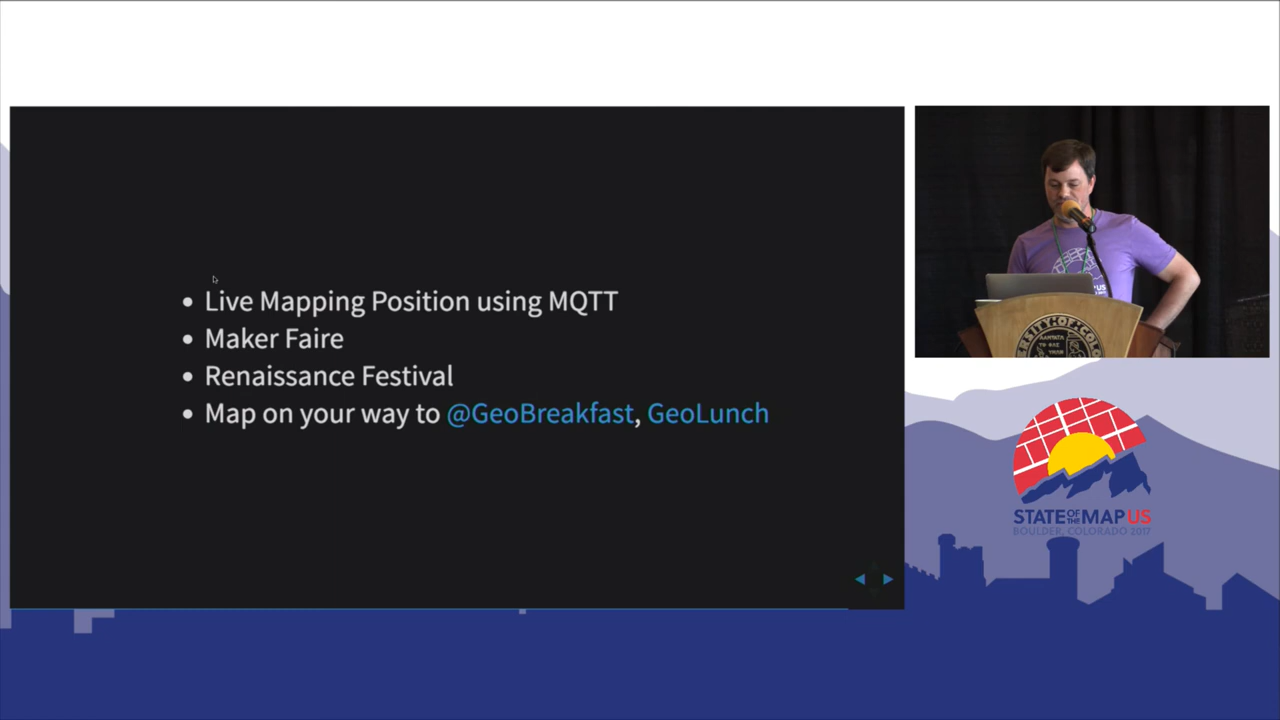 Live Mapping Position using MQTT
Maker Faire
Renaissance Festival
Map on your way to @GeoBreakfast, GeoLunch
STATE OF THE MAP US
BOULDER, COLORADO 2017